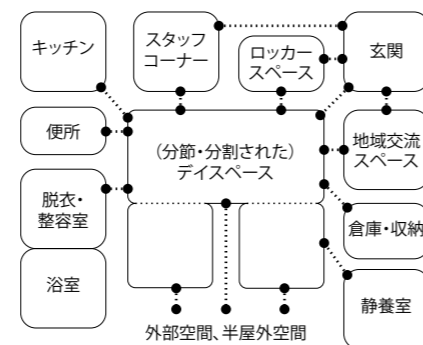 キッチン
スタッフ
コーナー
ロッカー
スペース
玄関
便所
(分節・分割された)
デイスペース
地域交流
スペース
脱衣・
整容室
倉庫・収納
浴室
静養室
外部空間、半屋外空間